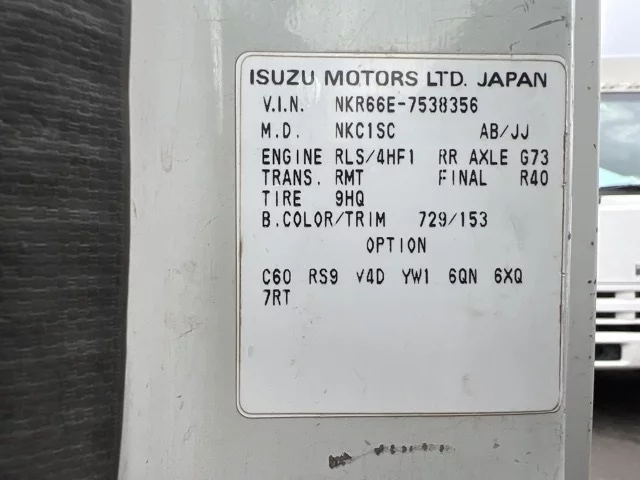 ISUZU MOTORS LTD. JAPAN
V.I.N. NKR66E-7538356
M.D. NKC1SC AB/JJ
ENGINE RLS/4HF1 RR AXLE G73
TRANS. RMT FINAL R40
TIRE 9HQ
B.COLOR/TRIM 729/153
OPTION
C60 RS9 V4D YW1 6QN 6XQ
7RT